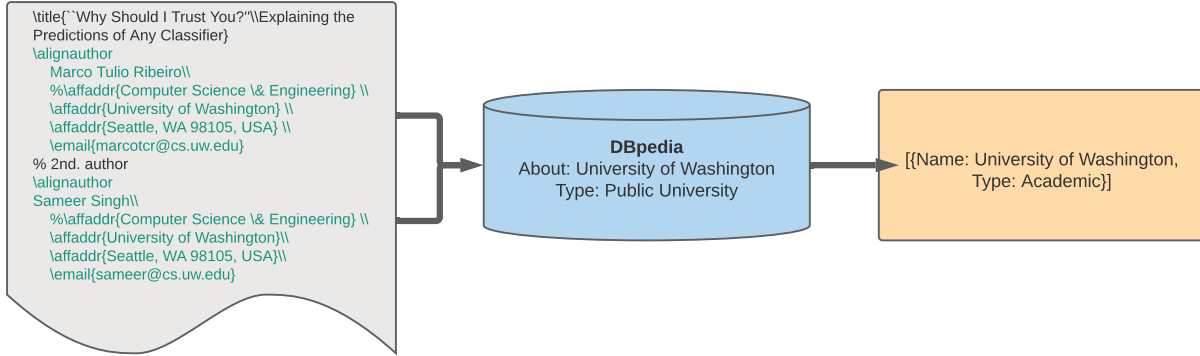 \title{``Why Should I Trust You?"\\Explaining the
Predictions of Any Classifier}
\alignauthor
Marco Tulio Ribeiro\\
%\affaddr{Computer Science \& Engineering} \\
\affaddr{University of Washington} \\
\affaddr{Seattle, WA 98105, USA} \\
\email{marcotcr@cs.uw.edu}
% 2nd. author
\alignauthor
Sameer Singh\\
%\affaddr{Computer Science \& Engineering} \\
\affaddr{University of Washington}\\
\affaddr{Seattle, WA 98105, USA}\\
\email{sameer@cs.uw.edu}
DBpedia
About: University of Washington
Type: Public University
[{Name: University of Washington,
Type: Academic}]